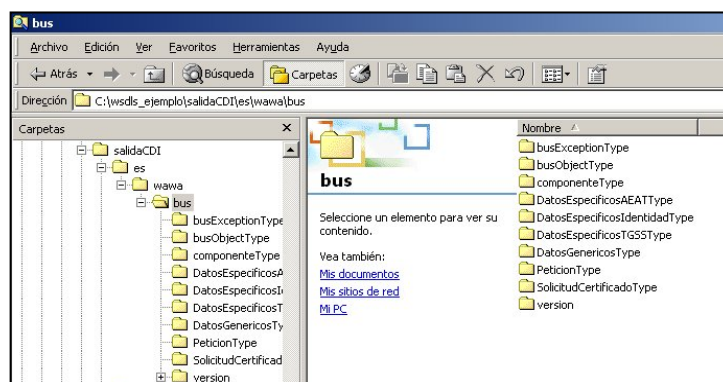 bus
Archivo Edición Ver Favoritos Herramientas Ayuda
Atrás Búsqueda Carpetas
Dirección C:\wsdls_ejemplo\salidaCDI\es\wawa\bus
Carpetas
salidaCDI
es
wawa
bus
busExceptionType
busObjectType
componenteType
DatosEspecificosA
DatosEspecificosI
DatosEspecificosT
DatosGenericosTy
PeticionType
SolicitudCertificad
version
bus
Seleccione un elemento para ver su
contenido.
Vea también:
Mis documentos
Mis sitios de red
Mi PC
Nombre
busExceptionType
busObjectType
componenteType
DatosEspecificosAEATType
DatosEspecificosIdentidadType
DatosEspecificosTGSSType
DatosGenericosType
PeticionType
SolicitudCertificadoType
version